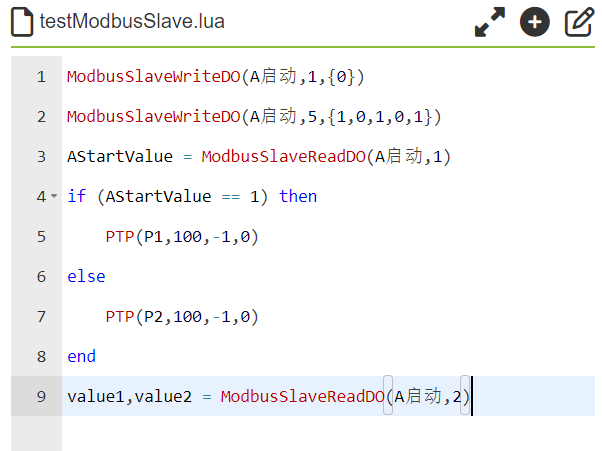 testModbusSlave.lua
1 ModbusSlaveWriteDO(A启动,1,{0})
2 ModbusSlaveWriteDO(A启动,5,{1,0,1,0,1})
3 AStartValue = ModbusSlaveReadDO(A启动,1)
4 if (AStartValue == 1) then
5 PTP(P1,100,-1,0)
6 else
7 PTP(P2,100,-1,0)
8 end
9 value1,value2 = ModbusSlaveReadDO(A启动,2)